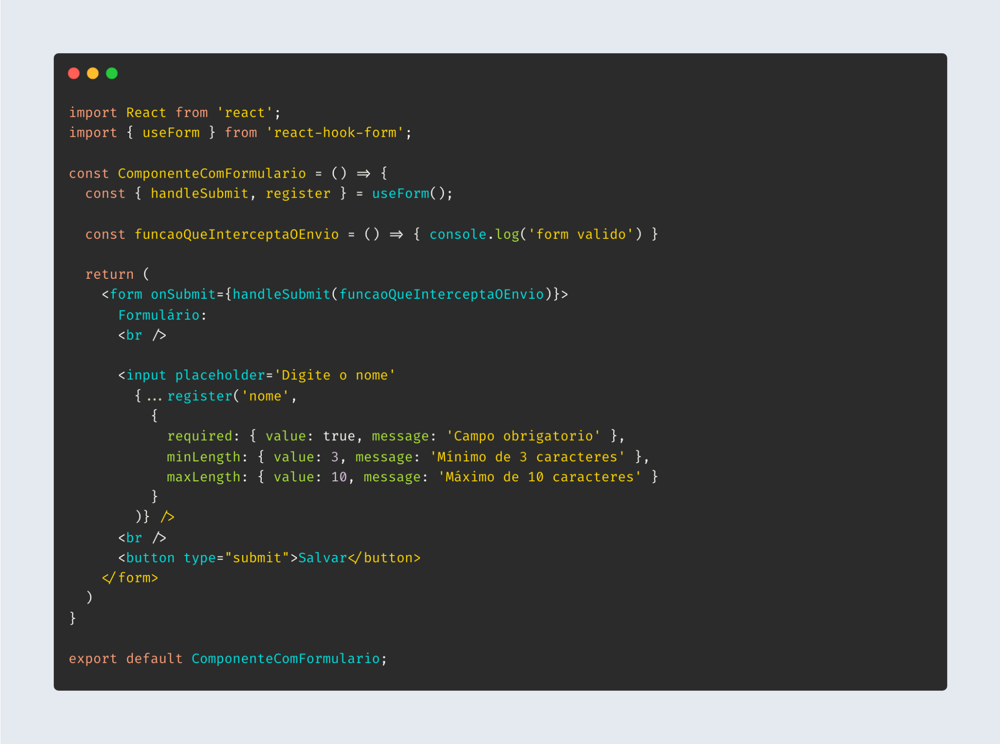 import React from 'react';
import { useForm } from 'react-hook-form';
const ComponenteComFormulario = () => {
const { handleSubmit, register } = useForm();
const funcaoQueInterceptaOEnvio = () => { console.log('form valido') }
return (
<form onSubmit={handleSubmit(funcaoQueInterceptaOEnvio)}>
Formulário:
<br />
<input placeholder='Digite o nome'
{...register('nome',
{
required: { value: true, message: 'Campo obrigatorio' },
minLength: { value: 3, message: 'Mínimo de 3 caracteres' },
maxLength: { value: 10, message: 'Máximo de 10 caracteres' }
}
)} />
<br />
<button type="submit">Salvar</button>
</form>
)
}
export default ComponenteComFormulario;